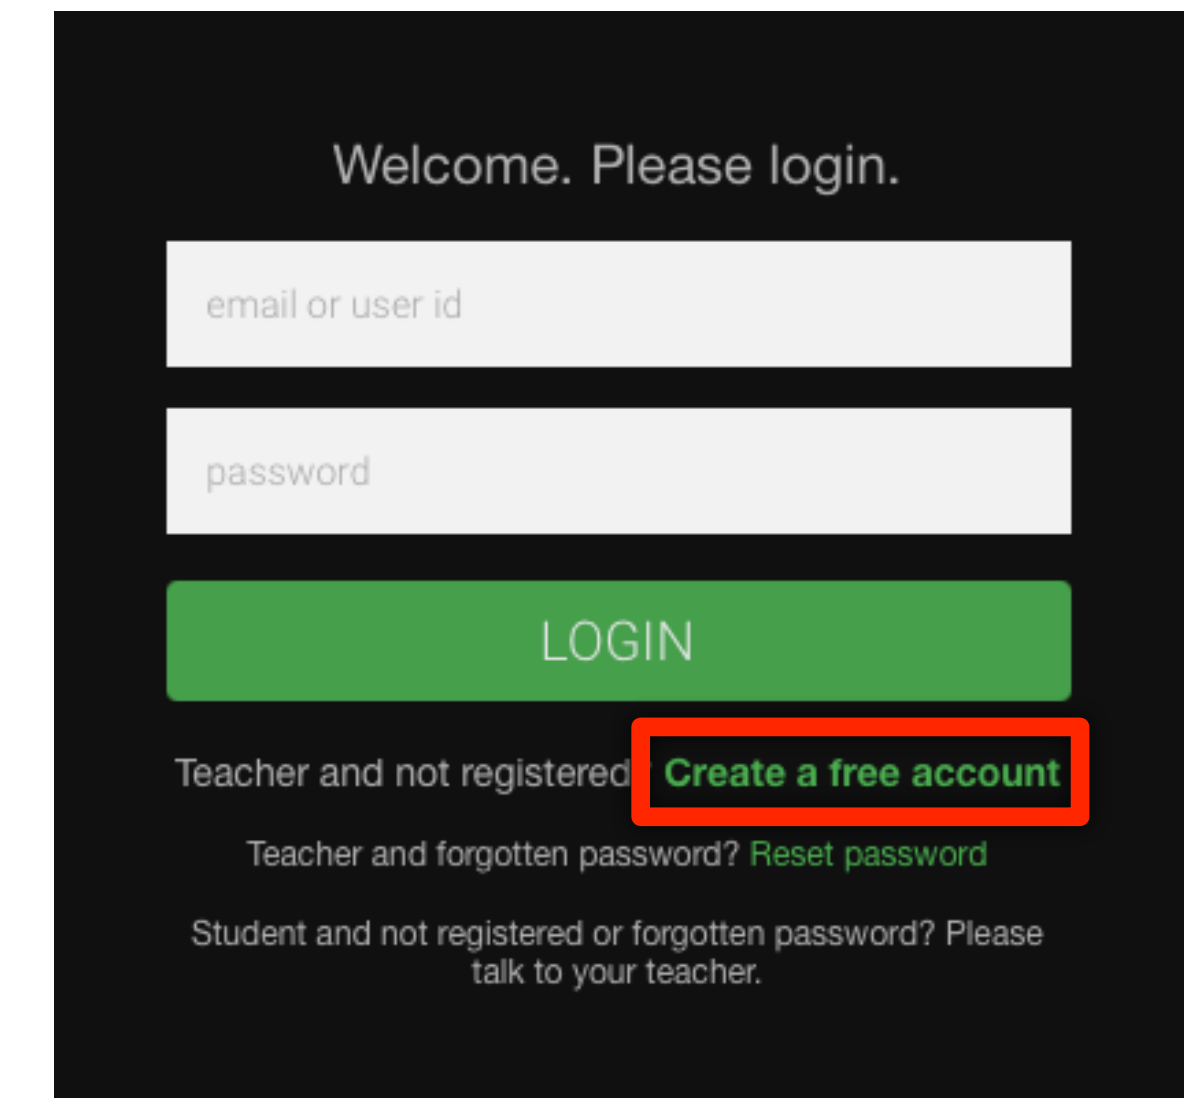 Welcome. Please login.
email or user id
password
LOGIN
Teacher and not registered? Create a free account
Teacher and forgotten password? Reset password
Student and not registered or forgotten password? Please
talk to your teacher.